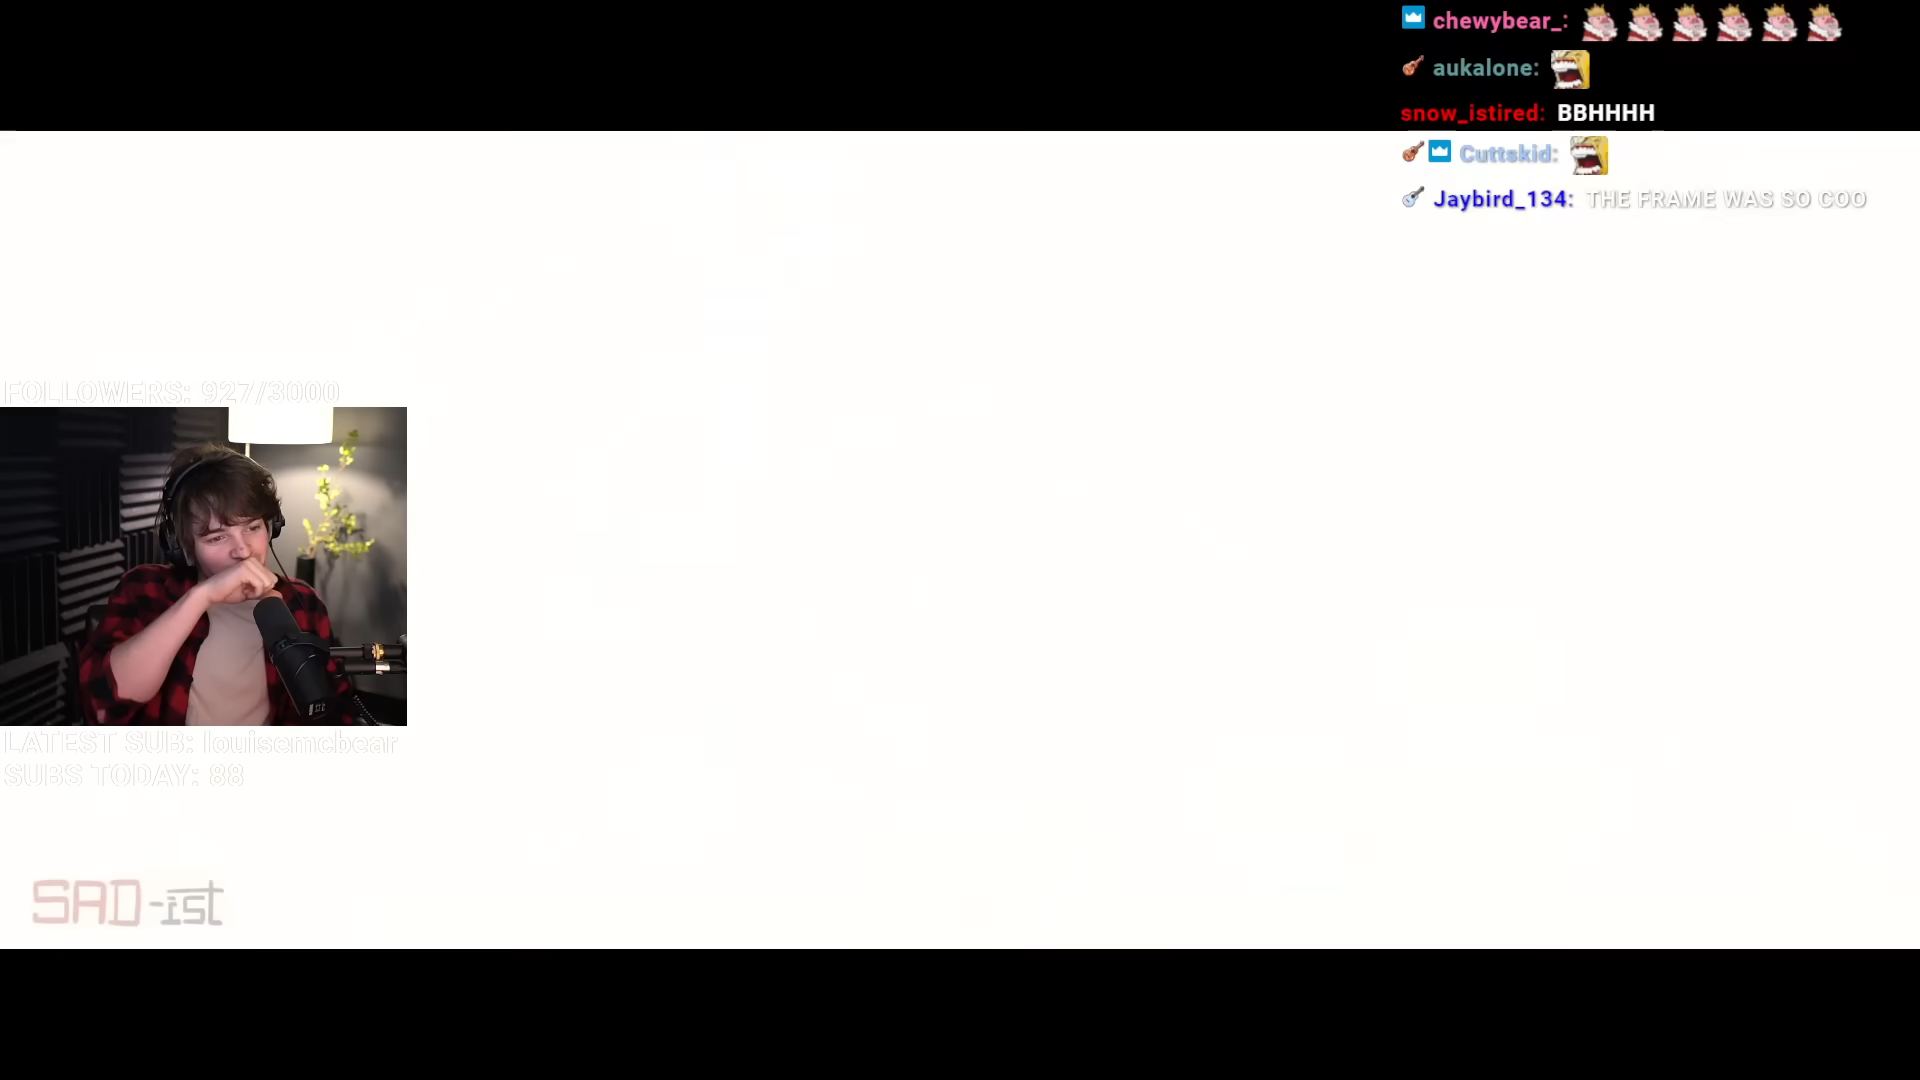 chewybear_:
aukalone:
snow_istired: BBHHHH
Cuttskid:
Jaybird_134: THE FRAME WAS SO COO
FOLLOWERS: 927/3000
LATEST SUB: louisemcbear
SUBS TODAY: 88
SAD-ist